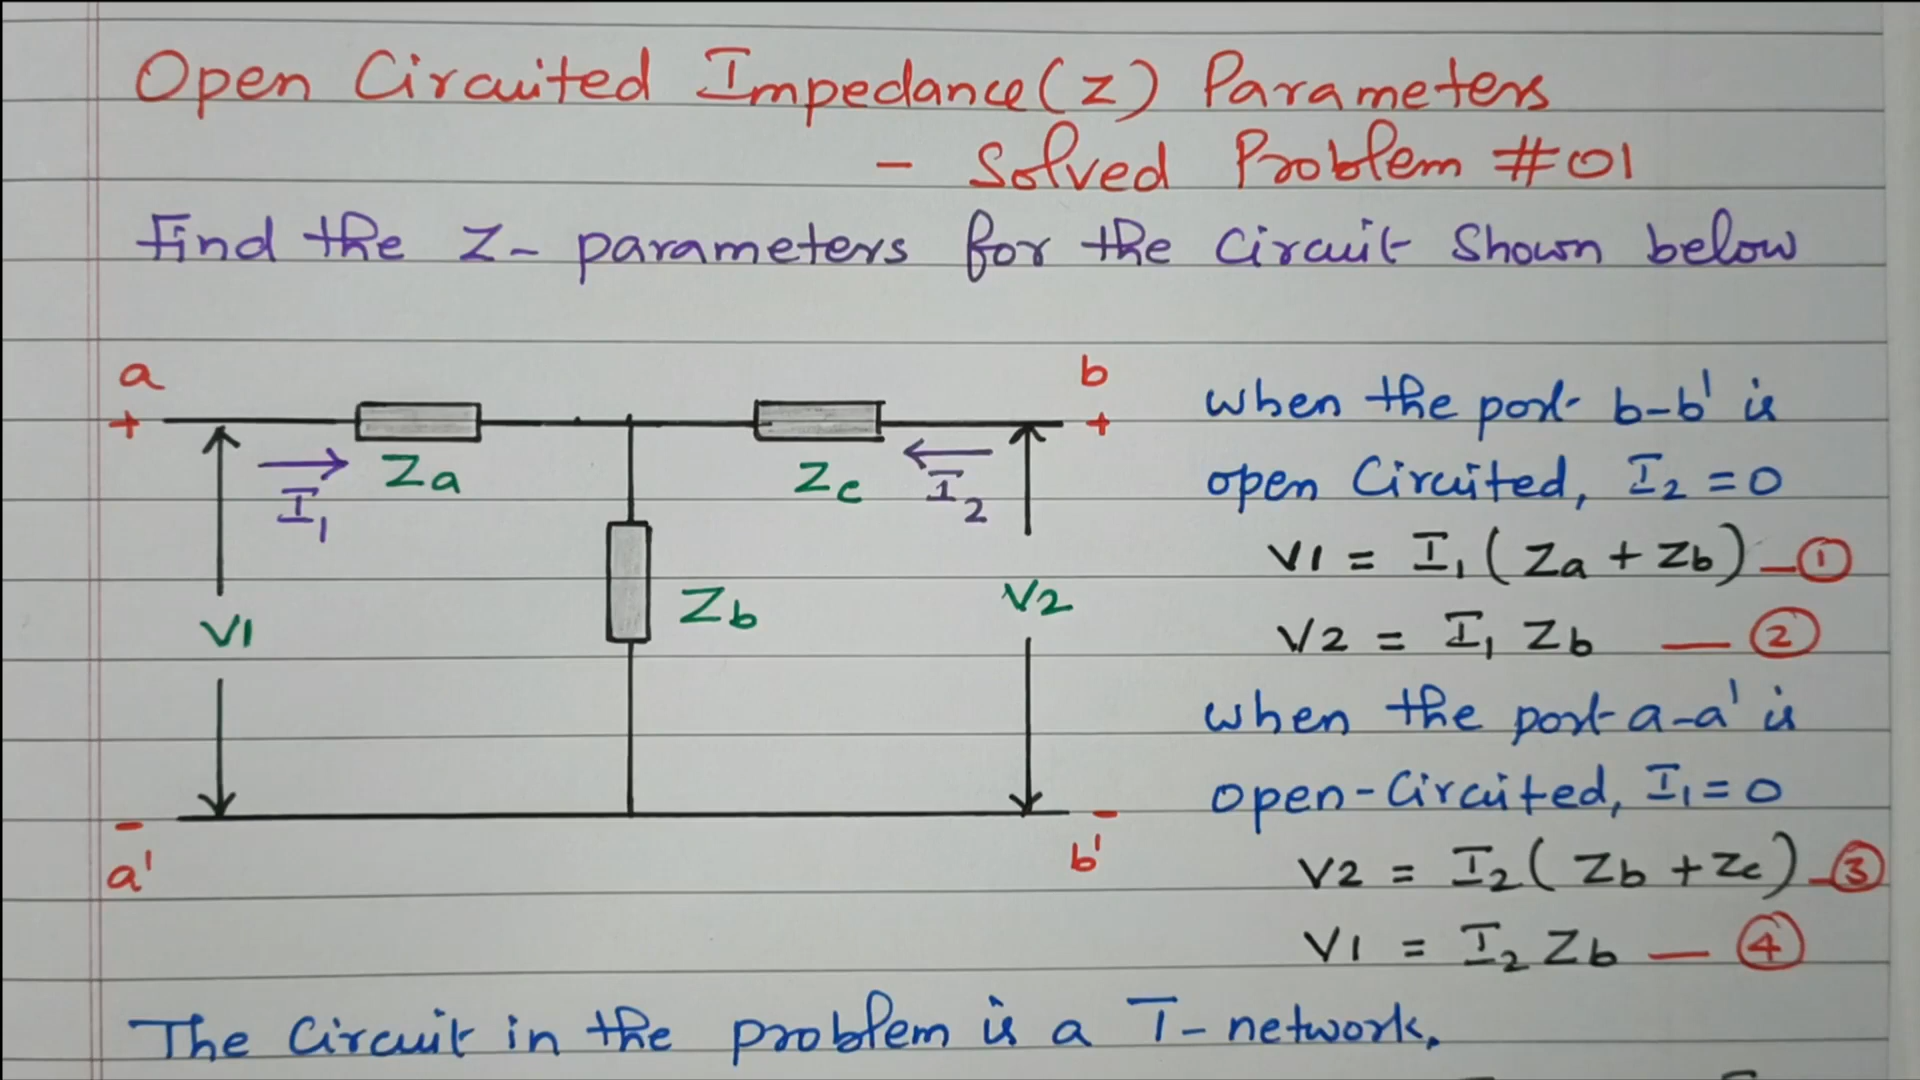 Open Circuited Impedance(Z) Parameters
- Solved Problem #01
Find the Z- parameters for the Circuit Shown below
a
+
Za
I1
V1
-
a'
Zb
Zc
I2
b
+
V2
-
b'
when the port b-b' is
open Circuited, I2 = 0
V1 = I1 ( Za + Zb ) - 1
V2 = I1 Zb - 2
when the port a-a' is
open-Circuited, I1 = 0
V2 = I2 ( Zb + Zc ) - 3
V1 = I2 Zb - 4
The Circuit in the problem is a T-network.